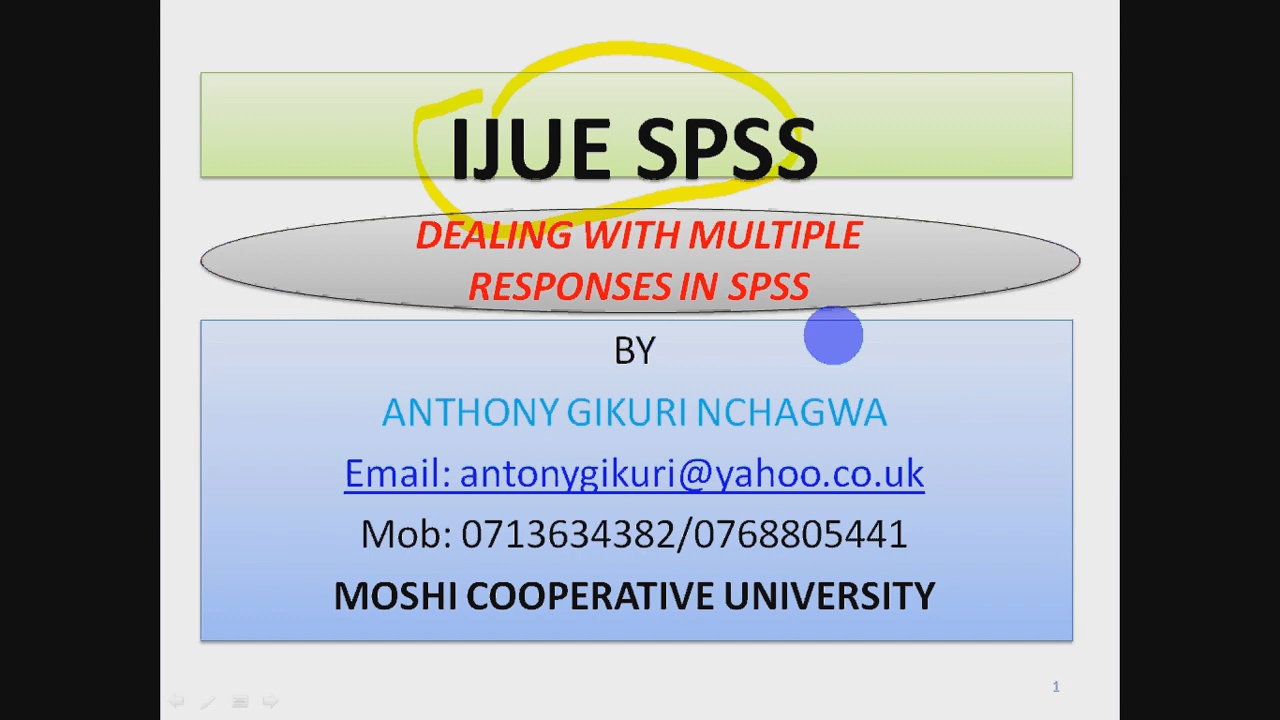 IJUE SPSS
DEALING WITH MULTIPLE
RESPONSES IN SPSS
BY
ANTHONY GIKURI NCHAGWA
Email: antonygikuri@yahoo.co.uk
Mob: 0713634382/0768805441
MOSHI COOPERATIVE UNIVERSITY
1